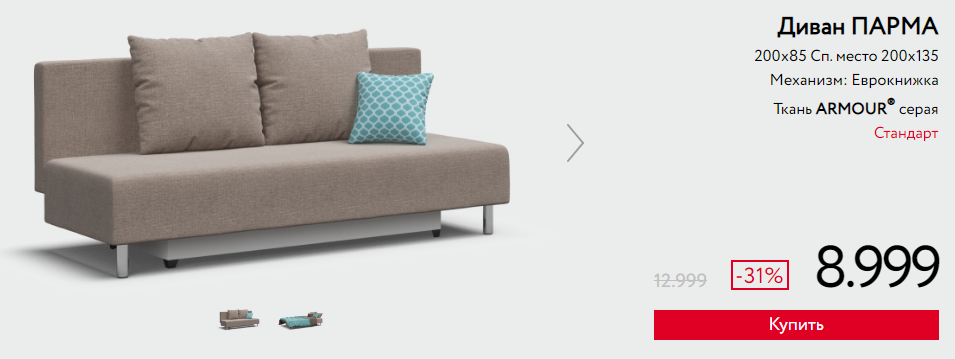 Диван ПАРМА
200x85 Сп. место 200x135
Механизм: Еврокнижка
Ткань ARMOUR® серая
Стандарт
12.999 -31% 8.999
Купить